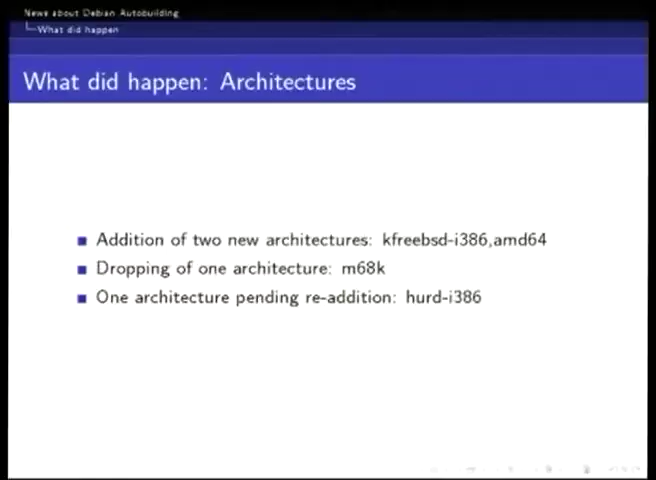 News about Debian Autobuilding
What did happen
What did happen: Architectures
Addition of two new architectures: kfreebsd-i386,amd64
Dropping of one architecture: m68k
One architecture pending re-addition: hurd-i386